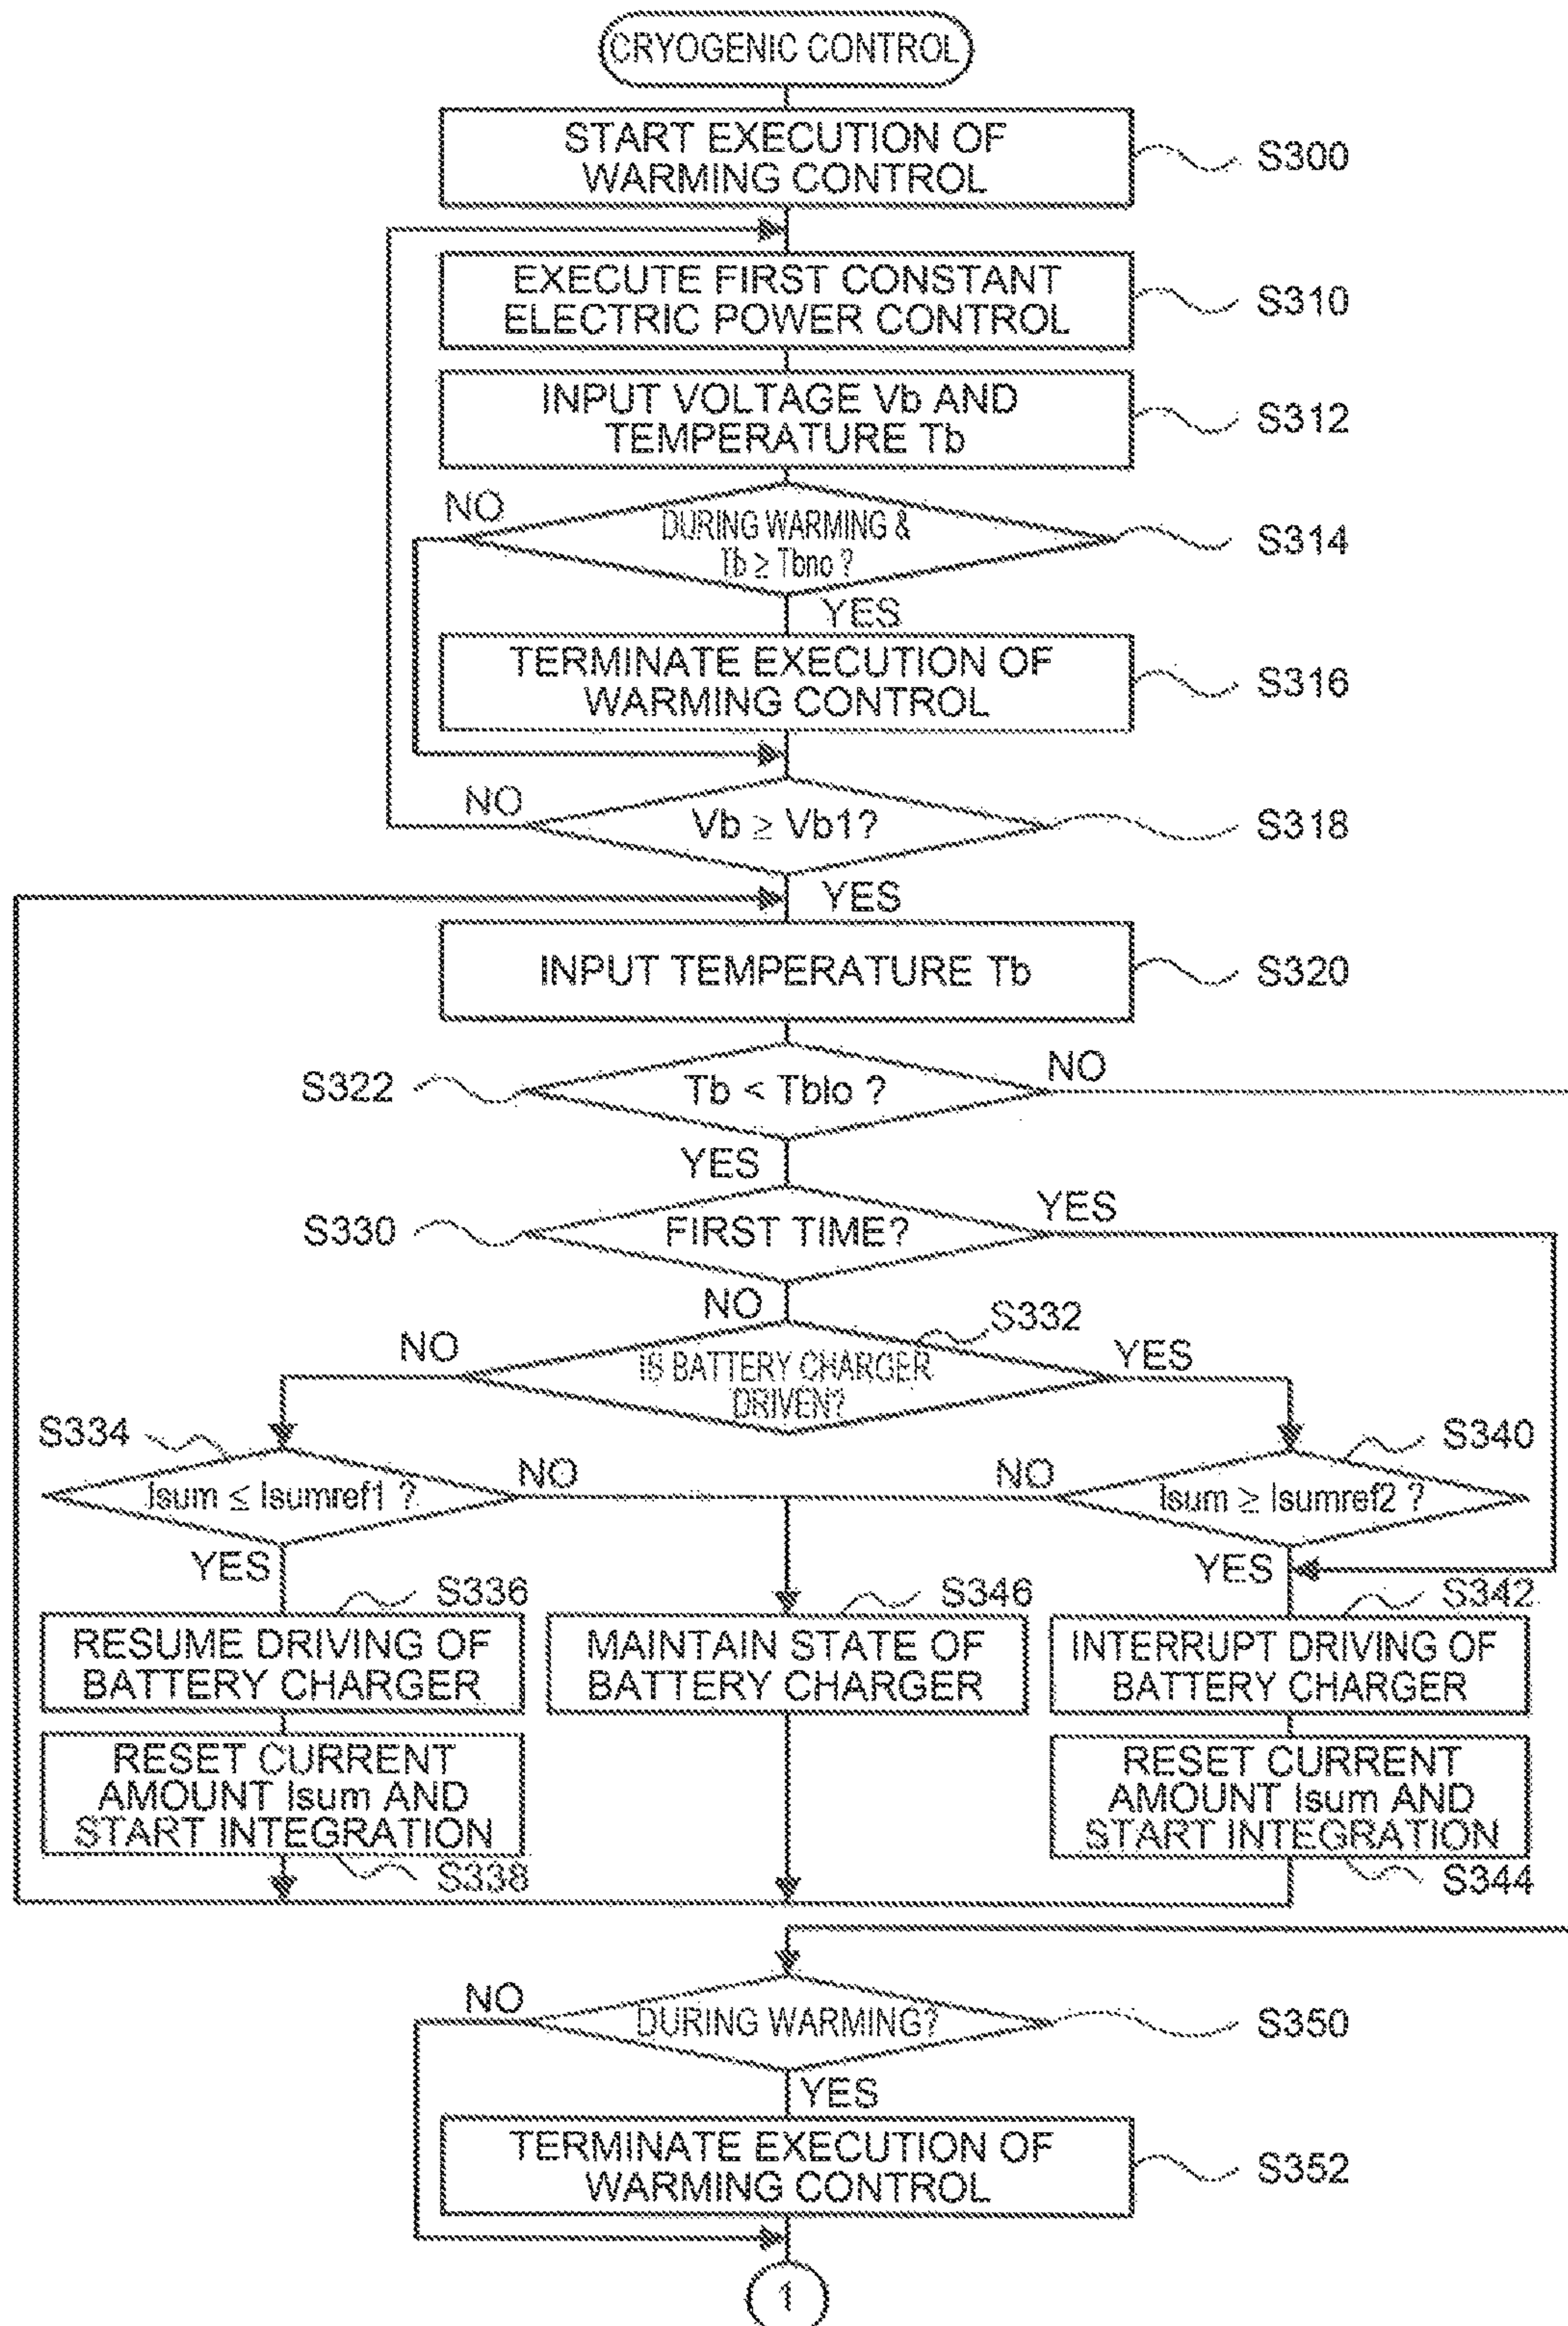 CRYOGENIC CONTROL
START EXECUTION OF
WARMING CONTROL
S300
EXECUTE FIRST CONSTANT
ELECTRIC POWER CONTROL
S310
INPUT VOLTAGE Vb AND
TEMPERATURE Tb
S312
NO
DURING WARMING &
Tb ≥ Tbno ?
S314
YES
TERMINATE EXECUTION OF
WARMING CONTROL
S316
NO
Vb ≥ Vb1?
S318
YES
INPUT TEMPERATURE Tb
S320
S322
Tb < Tblo ?
NO
YES
S330
FIRST TIME?
YES
NO
S332
NO
IS BATTERY CHARGER
DRIVEN?
YES
S334
Isum ≤ Isumref1 ?
NO
NO
Isum ≥ Isumref2 ?
S340
YES
YES
S336
S346
S342
RESUME DRIVING OF
BATTERY CHARGER
MAINTAIN STATE OF
BATTERY CHARGER
INTERRUPT DRIVING OF
BATTERY CHARGER
RESET CURRENT
AMOUNT Isum AND
START INTEGRATION
S338
RESET CURRENT
AMOUNT Isum AND
START INTEGRATION
S344
NO
DURING WARMING?
S350
YES
TERMINATE EXECUTION OF
WARMING CONTROL
S352
1